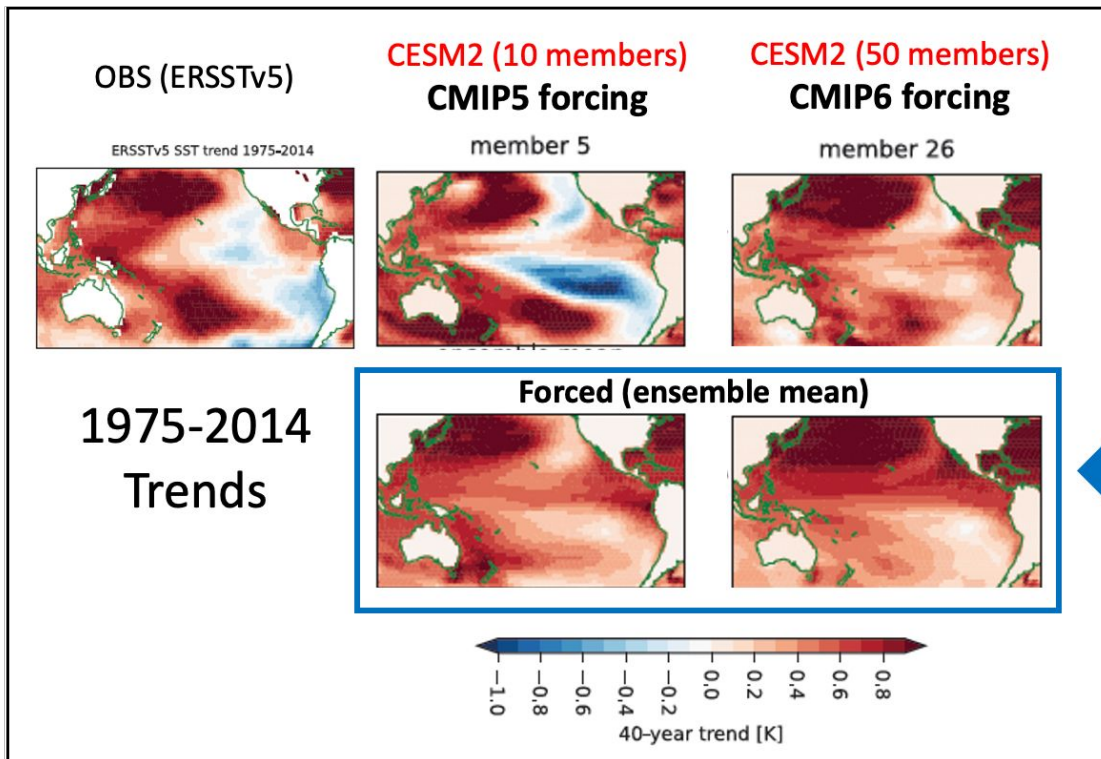 OBS (ERSSTv5)
ERSSTv5 SST trend 1975-2014
CESM2 (10 members)
CMIP5 forcing
member 5
CESM2 (50 members)
CMIP6 forcing
member 26
1975-2014
Trends
ensemble mean
Forced (ensemble mean)
−1.0 −0.8 −0.6 −0.4 −0.2 0.0 0.2 0.4 0.6 0.8
40-year trend [K]